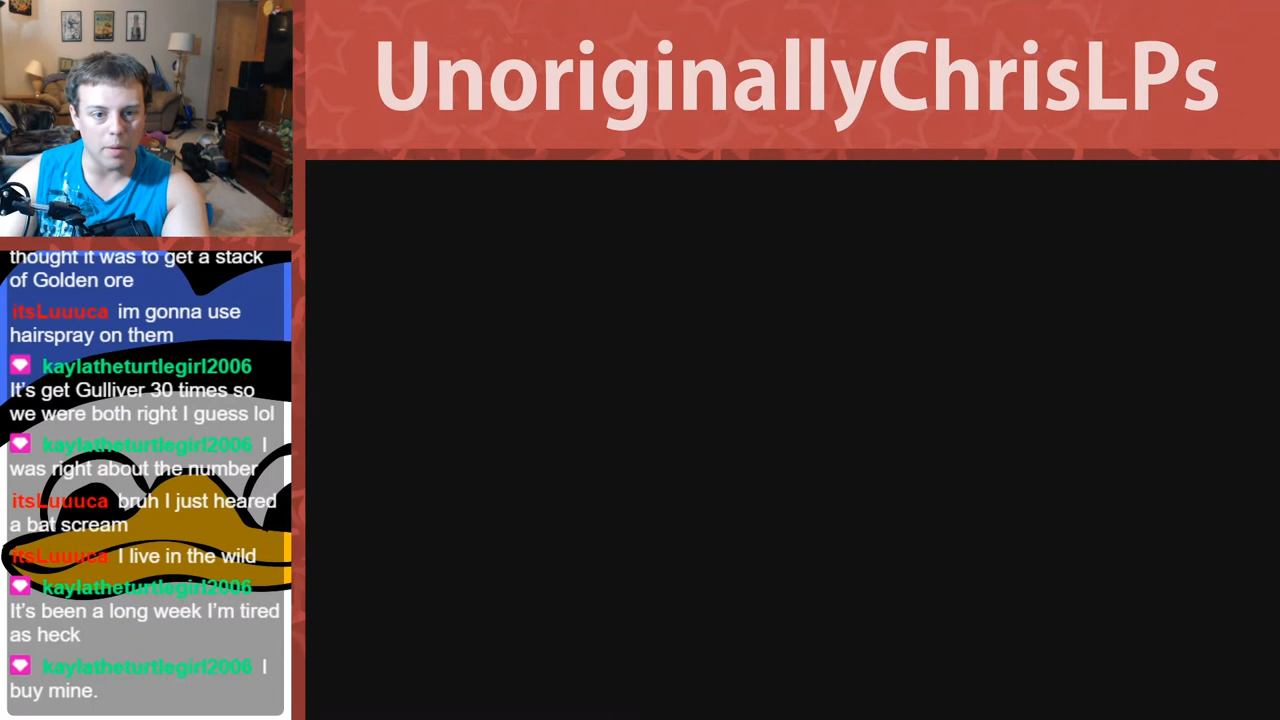 UnoriginallyChrisLPs
thought it was to get a stack
of Golden ore
itsLuuuca im gonna use
hairspray on them
kaylatheturtlegirl2006
It's get Gulliver 30 times so
we were both right I guess lol
kaylatheturtlegirl2006 I
was right about the number
itsLuuuca bruh I just heared
a bat scream
itsLuuuca I live in the wild
kaylatheturtlegirl2006
It's been a long week I'm tired
as heck
kaylatheturtlegirl2006 I
buy mine.